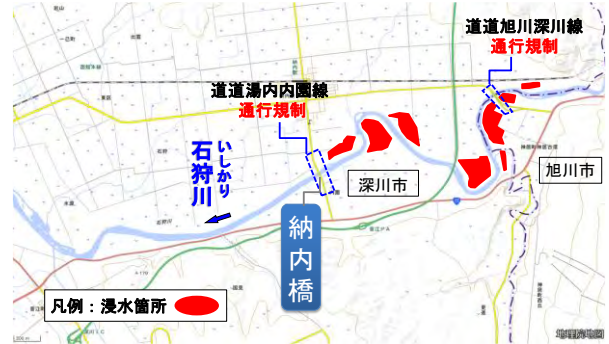 道道旭川深川線
通行規制
道道湯内内園線
通行規制
いしかり
石狩川
深川市
旭川市
納内橋
凡例：浸水箇所
地理院地図